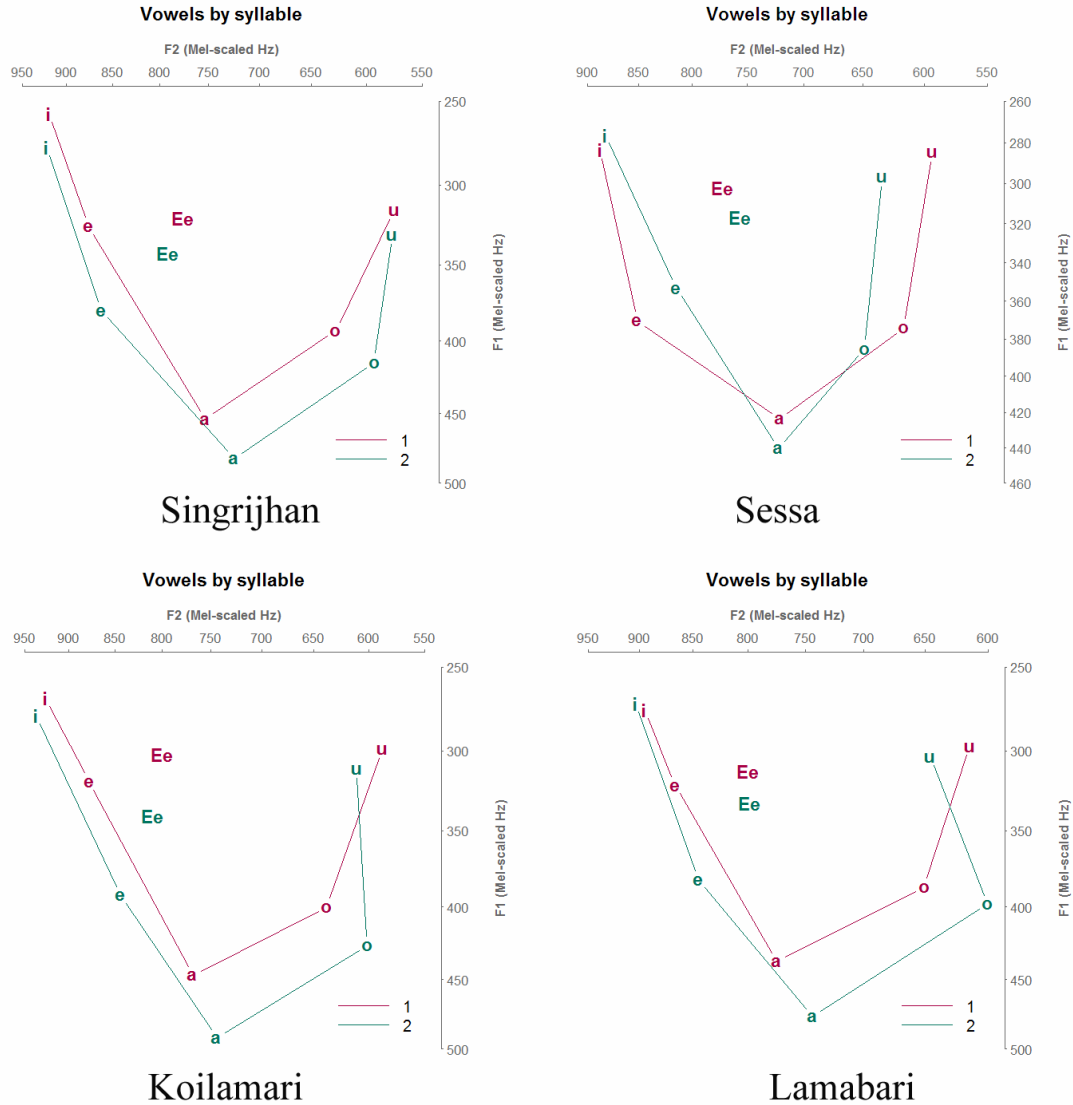 Vowels by syllable
F2 (Mel-scaled Hz)
950 900 850 800 750 700 650 600 550
250
300
350
400
450
500
F1 (Mel-scaled Hz)
i
i
e
e
Ee
Ee
u
u
o
o
a
a
1
2
Singrijhan
Vowels by syllable
F2 (Mel-scaled Hz)
900 850 800 750 700 650 600 550
260
280
300
320
340
360
380
400
420
440
460
F1 (Mel-scaled Hz)
i
i
u
u
Ee
Ee
e
e
o
o
a
a
1
2
Sessa
Vowels by syllable
F2 (Mel-scaled Hz)
950 900 850 800 750 700 650 600 550
250
300
350
400
450
500
F1 (Mel-scaled Hz)
i
i
Ee
u
u
e
Ee
e
o
o
a
a
1
2
Koilamari
Vowels by syllable
F2 (Mel-scaled Hz)
950 900 850 800 750 700 650 600
250
300
350
400
450
500
F1 (Mel-scaled Hz)
i
i
u
u
Ee
e
Ee
e
o
o
a
a
1
2
Lamabari